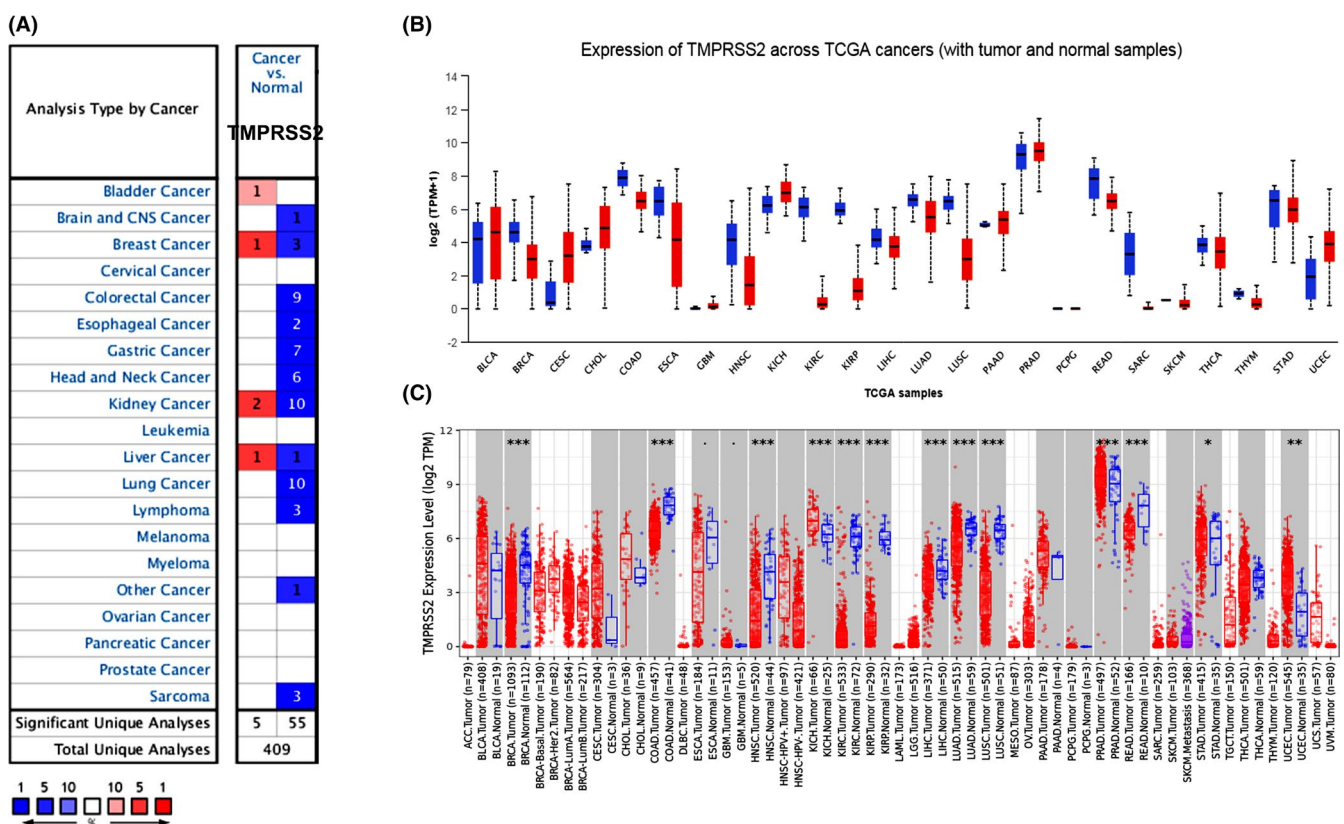 (A)
Analysis Type by Cancer
Cancer
vs.
Normal
TMPRSS2
Bladder Cancer 1
Brain and CNS Cancer 1
Breast Cancer 1 3
Cervical Cancer
Colorectal Cancer 9
Esophageal Cancer 2
Gastric Cancer 7
Head and Neck Cancer 6
Kidney Cancer 2 10
Leukemia
Liver Cancer 1 1
Lung Cancer 10
Lymphoma 3
Melanoma
Myeloma
Other Cancer 1
Ovarian Cancer
Pancreatic Cancer
Prostate Cancer
Sarcoma 3
Significant Unique Analyses 5 55
Total Unique Analyses 409
1 5 10 10 5 1
%
(B)
Expression of TMPRSS2 across TCGA cancers (with tumor and normal samples)
log2 (TPM+1)
14
12
10
8
6
4
2
0
-2
BLCA BRCA CESC CHOL COAD ESCA GBM HNSC KICH KIRC KIRP LIHC LUAD LUSC PAAD PRAD PCPG READ SARC SKCM THCA THYM STAD UCEC
TCGA samples
(C)
TMPRSS2 Expression Level (log2 TPM)
12
9
6
3
0
*** *** . . *** *** *** *** *** *** *** *** *** * **
ACC.Tumor (n=79)
BLCA.Tumor (n=408)
BLCA.Normal (n=19)
BRCA.Tumor (n=1093)
BRCA.Normal (n=112)
BRCA-Basal.Tumor (n=190)
BRCA-Her2.Tumor (n=82)
BRCA-LumA.Tumor (n=564)
BRCA-LumB.Tumor (n=217)
CESC.Tumor (n=304)
CESC.Normal (n=3)
CHOL.Tumor (n=36)
CHOL.Normal (n=9)
COAD.Tumor (n=457)
COAD.Normal (n=41)
DLBC.Tumor (n=48)
ESCA.Tumor (n=184)
ESCA.Normal (n=11)
GBM.Tumor (n=153)
GBM.Normal (n=5)
HNSC.Tumor (n=520)
HNSC.Normal (n=44)
HNSC-HPV+.Tumor (n=97)
HNSC-HPV-.Tumor (n=421)
KICH.Tumor (n=66)
KICH.Normal (n=25)
KIRC.Tumor (n=533)
KIRC.Normal (n=72)
KIRP.Tumor (n=290)
KIRP.Normal (n=32)
LAML.Tumor (n=173)
LGG.Tumor (n=516)
LIHC.Tumor (n=371)
LIHC.Normal (n=50)
LUAD.Tumor (n=515)
LUAD.Normal (n=59)
LUSC.Tumor (n=501)
LUSC.Normal (n=51)
MESO.Tumor (n=87)
OV.Tumor (n=303)
PAAD.Tumor (n=178)
PAAD.Normal (n=4)
PCPG.Tumor (n=179)
PCPG.Normal (n=3)
PRAD.Tumor (n=497)
PRAD.Normal (n=52)
READ.Tumor (n=166)
READ.Normal (n=10)
SARC.Tumor (n=259)
SKCM.Tumor (n=103)
SKCM.Metastasis (n=368)
STAD.Tumor (n=415)
STAD.Normal (n=35)
TGCT.Tumor (n=150)
THCA.Tumor (n=501)
THCA.Normal (n=59)
THYM.Tumor (n=120)
UCEC.Tumor (n=545)
UCEC.Normal (n=35)
UCS.Tumor (n=57)
UVM.Tumor (n=80)